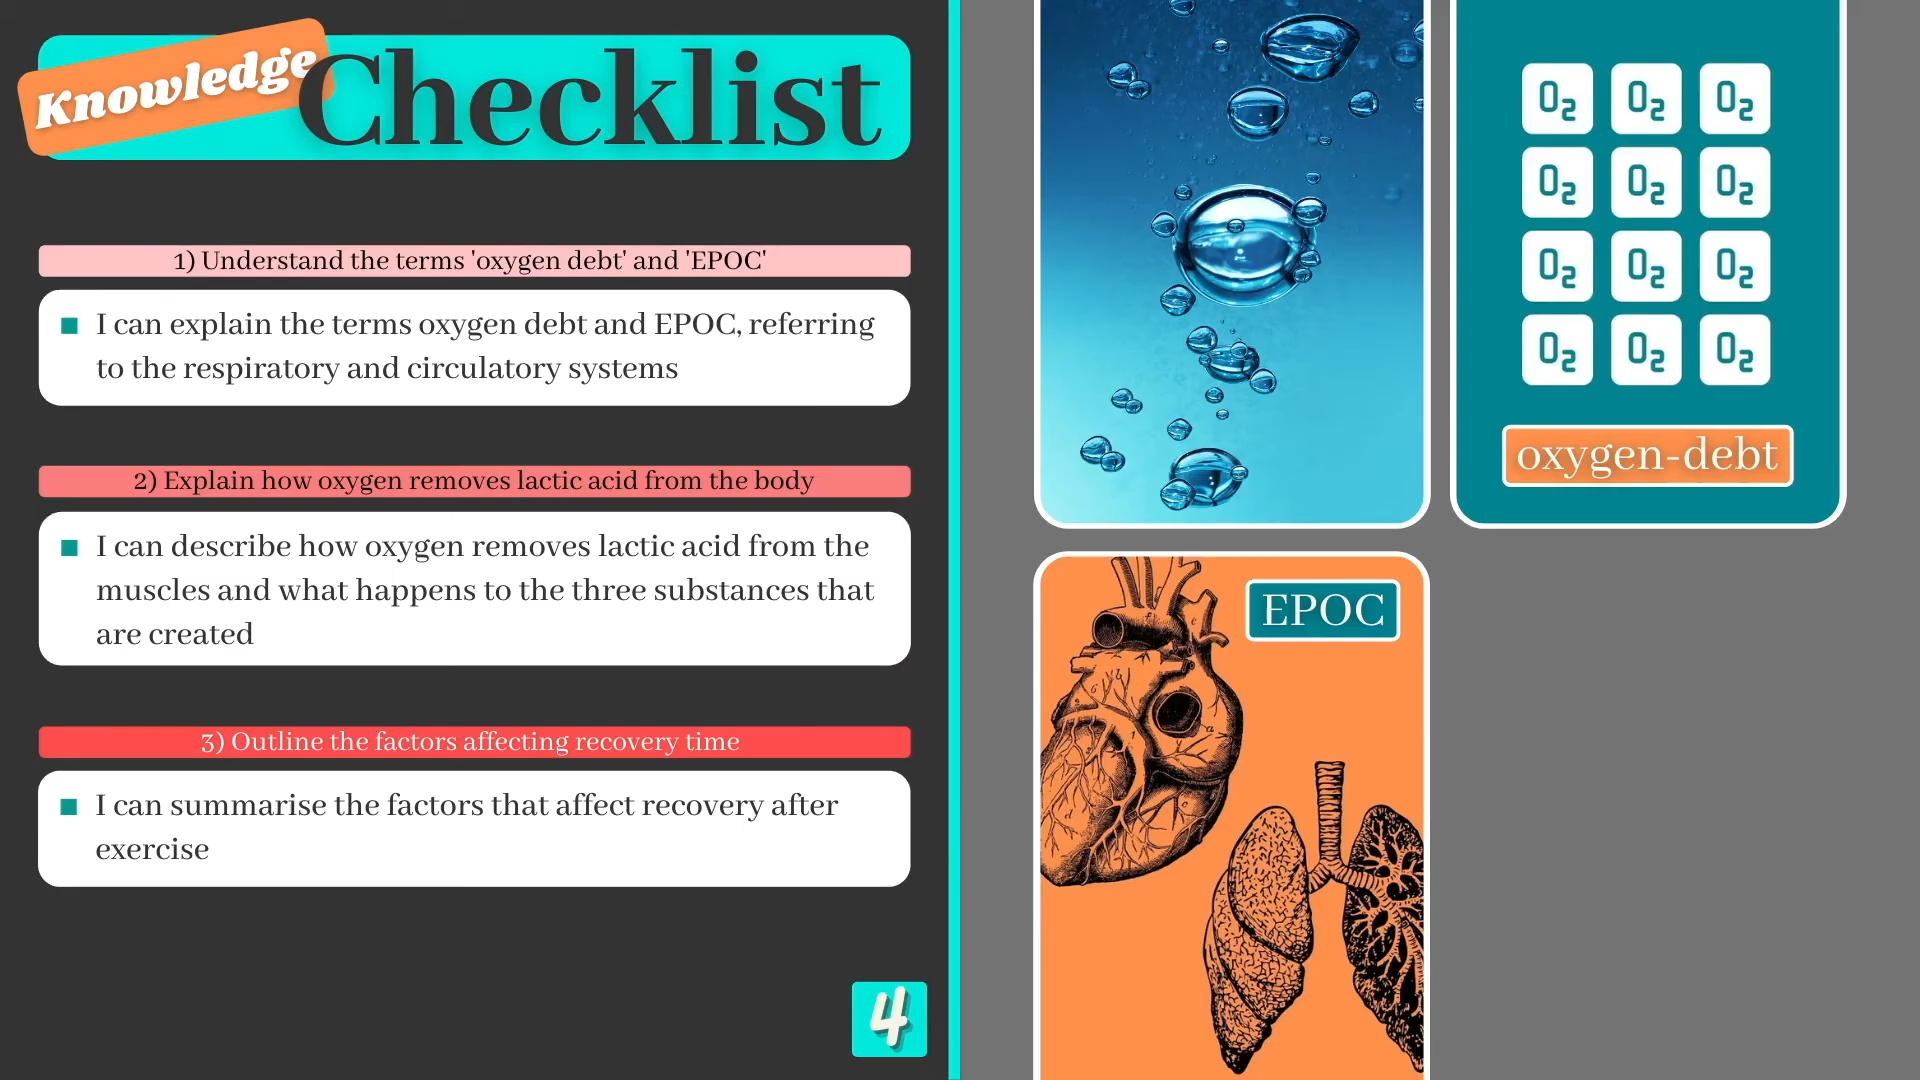 Knowledge
Checklist
1) Understand the terms 'oxygen debt' and 'EPOC'
I can explain the terms oxygen debt and EPOC, referring
to the respiratory and circulatory systems
2) Explain how oxygen removes lactic acid from the body
I can describe how oxygen removes lactic acid from the
muscles and what happens to the three substances that
are created
3) Outline the factors affecting recovery time
I can summarise the factors that affect recovery after
exercise
4
O₂ O₂ O₂
O₂ O₂ O₂
O₂ O₂ O₂
O₂ O₂ O₂
oxygen-debt
EPOC